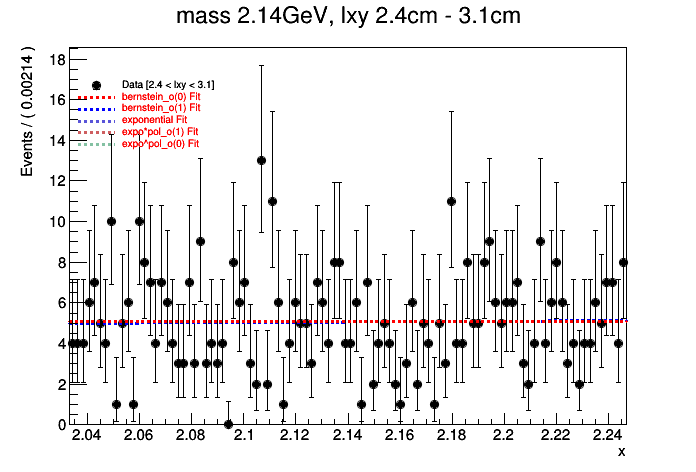 mass 2.14GeV, lxy 2.4cm - 3.1cm
Events / ( 0.00214 )
18
16
14
12
10
8
6
4
2
0
Data [2.4 < lxy < 3.1]
bernstein_o(0) Fit
bernstein_o(1) Fit
exponential Fit
expo*pol_o(1) Fit
expo^pol_o(0) Fit
2.04 2.06 2.08 2.1 2.12 2.14 2.16 2.18 2.2 2.22 2.24
x